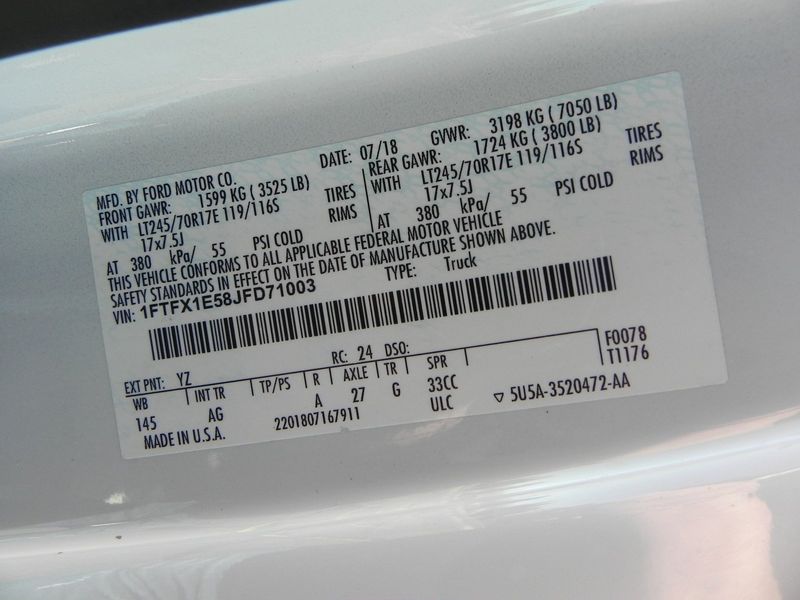 MFD. BY FORD MOTOR CO.
DATE: 07/18 GVWR: 3198 KG ( 7050 LB)
FRONT GAWR: 1599 KG ( 3525 LB) REAR GAWR: 1724 KG ( 3800 LB)
WITH LT245/70R17E 119/116S TIRES WITH LT245/70R17E 119/116S TIRES
17x7.5J RIMS 17x7.5J RIMS
AT 380 kPa/ 55 PSI COLD AT 380 kPa/ 55 PSI COLD
THIS VEHICLE CONFORMS TO ALL APPLICABLE FEDERAL MOTOR VEHICLE
SAFETY STANDARDS IN EFFECT ON THE DATE OF MANUFACTURE SHOWN ABOVE.
VIN: 1FTFX1E58JFD71003 TYPE: Truck
EXT PNT: YZ RC: 24 DSO: F0078
WB INT TR TP/PS R AXLE TR SPR T1176
145 AG A 27 G 33CC
MADE IN U.S.A. 2201807167911 ULC ▽ 5U5A-3520472-AA